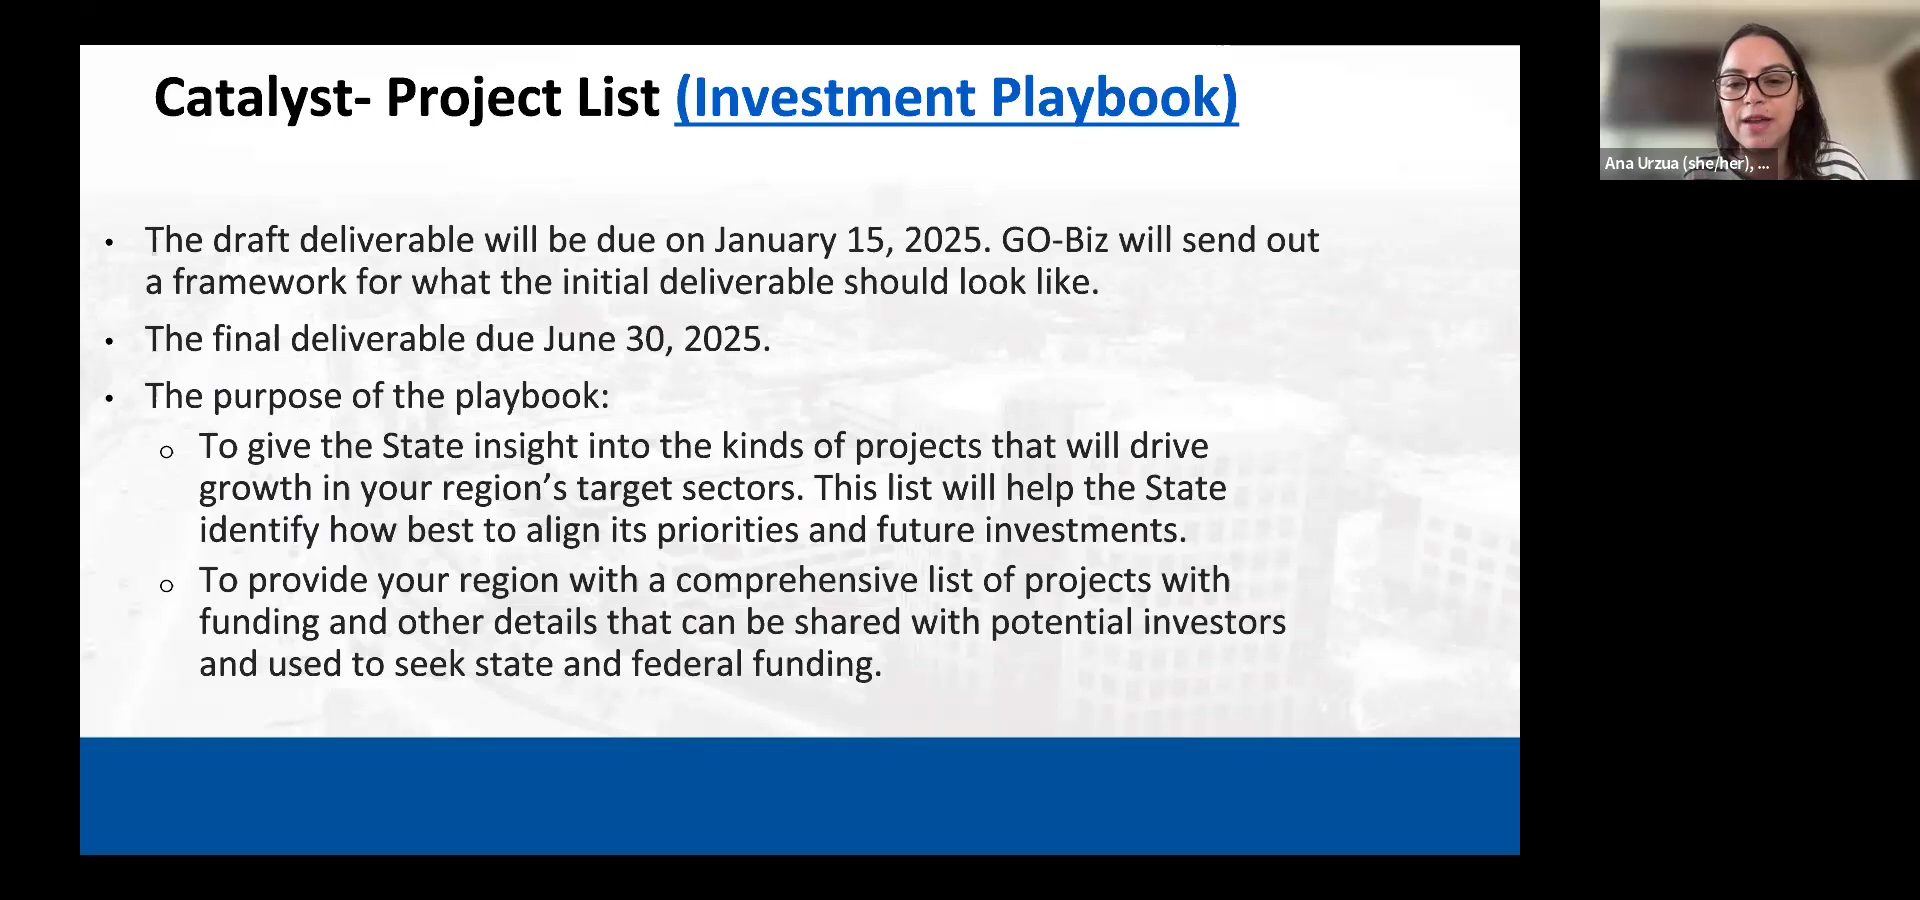 Catalyst- Project List (Investment Playbook)
• The draft deliverable will be due on January 15, 2025. GO-Biz will send out
a framework for what the initial deliverable should look like.
• The final deliverable due June 30, 2025.
• The purpose of the playbook:
o To give the State insight into the kinds of projects that will drive
growth in your region’s target sectors. This list will help the State
identify how best to align its priorities and future investments.
o To provide your region with a comprehensive list of projects with
funding and other details that can be shared with potential investors
and used to seek state and federal funding.
Ana Urzua (she/her), ...